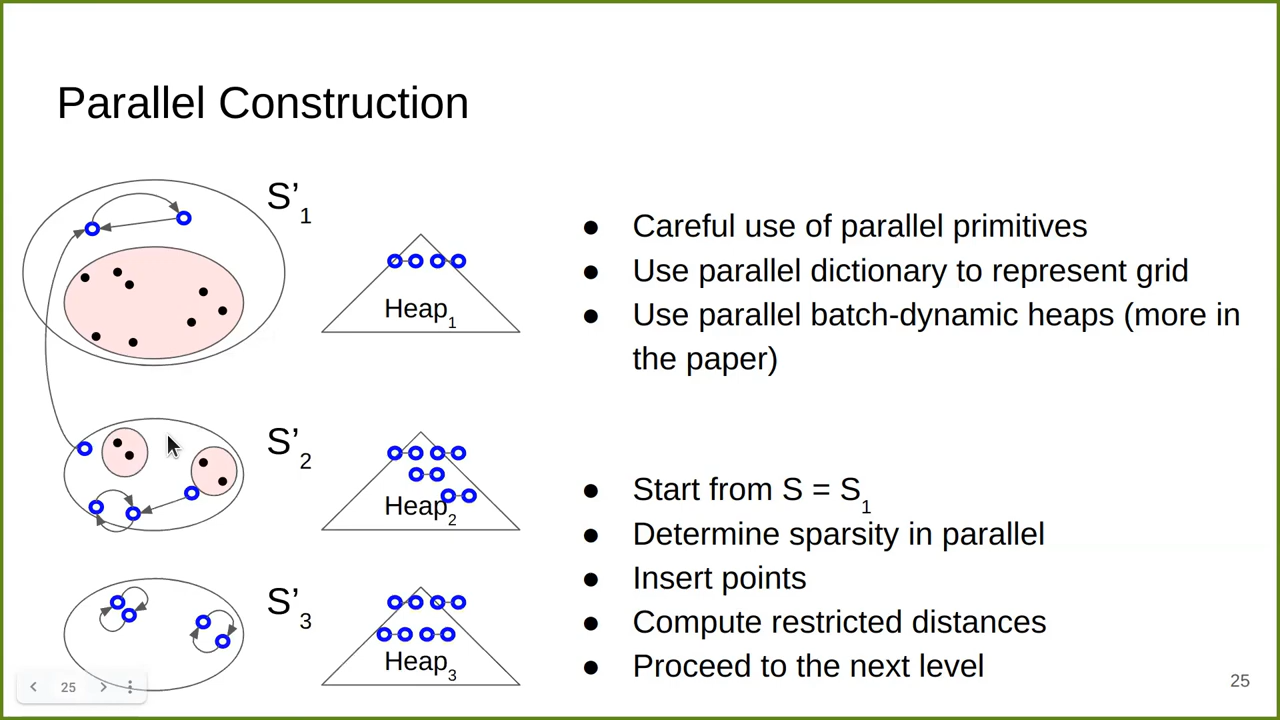 Parallel Construction
S’1
Heap1
S’2
Heap2
S’3
Heap3
● Careful use of parallel primitives
● Use parallel dictionary to represent grid
● Use parallel batch-dynamic heaps (more in
the paper)
● Start from S = S1
● Determine sparsity in parallel
● Insert points
● Compute restricted distances
● Proceed to the next level
25
25